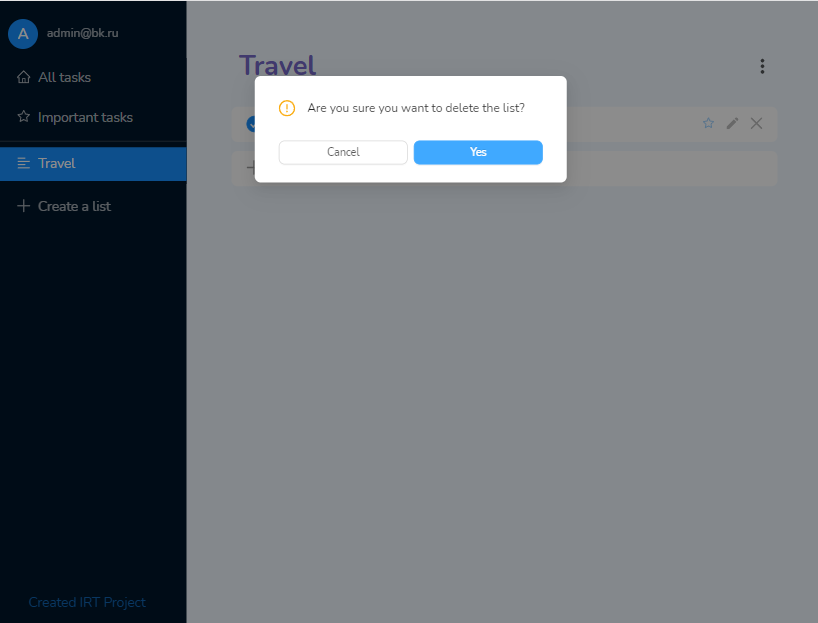 A admin@bk.ru
All tasks
Important tasks
Travel
Create a list
Created IRT Project
Travel
Are you sure you want to delete the list?
Cancel Yes